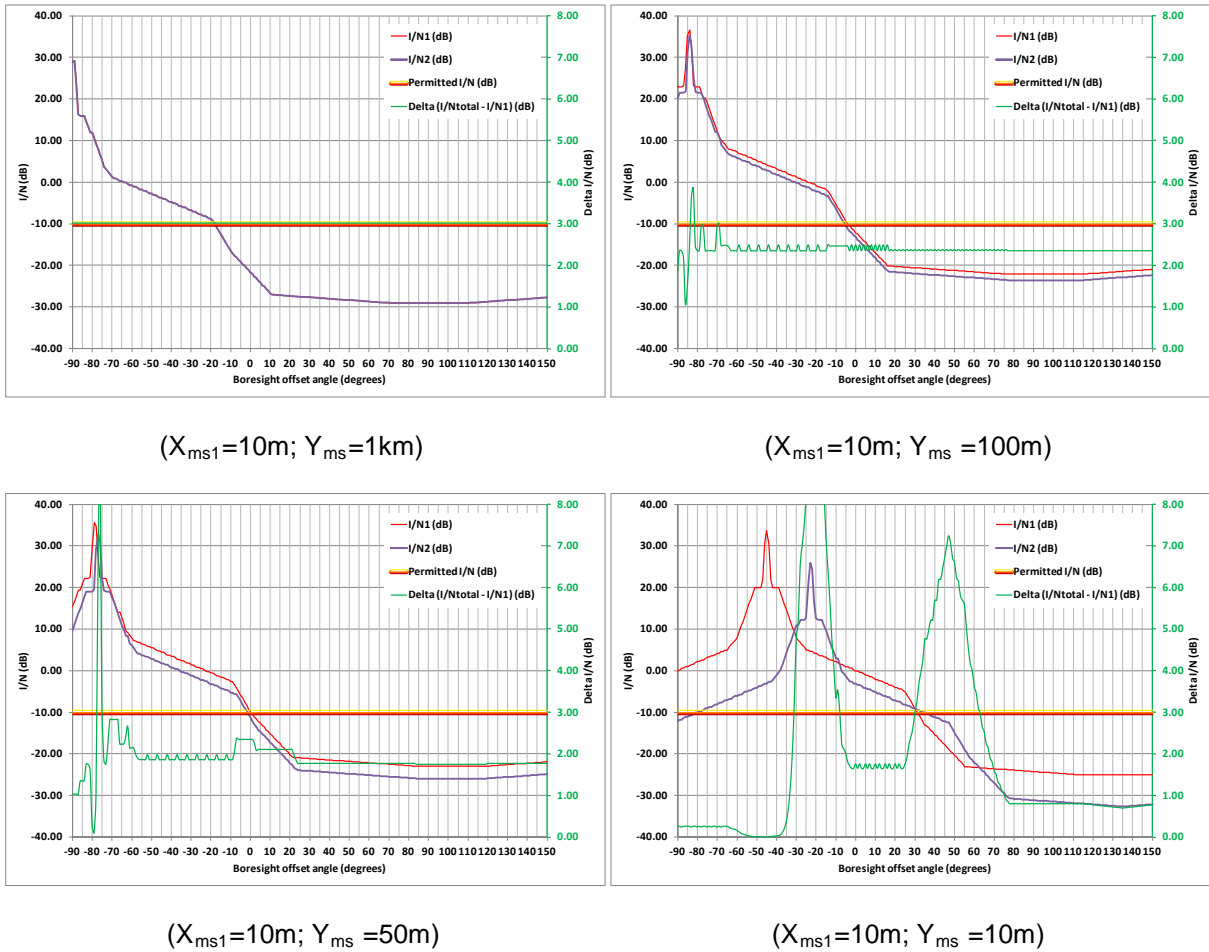 40.00
30.00
20.00
10.00
0.00
-10.00
-20.00
-30.00
-40.00
I/N (dB)
I/N1 (dB)
I/N2 (dB)
Permitted I/N (dB)
Delta (I/Ntotal - I/N1) (dB)
8.00
7.00
6.00
5.00
4.00
3.00
2.00
1.00
0.00
Delta I/N (dB)
-90 -80 -70 -60 -50 -40 -30 -20 -10 0 10 20 30 40 50 60 70 80 90 100 110 120 130 140 150
Boresight offset angle (degrees)
(Xms1=10m; Yms=1km)
40.00
30.00
20.00
10.00
0.00
-10.00
-20.00
-30.00
-40.00
I/N (dB)
I/N1 (dB)
I/N2 (dB)
Permitted I/N (dB)
Delta (I/Ntotal - I/N1) (dB)
8.00
7.00
6.00
5.00
4.00
3.00
2.00
1.00
0.00
Delta I/N (dB)
-90 -80 -70 -60 -50 -40 -30 -20 -10 0 10 20 30 40 50 60 70 80 90 100 110 120 130 140 150
Boresight offset angle (degrees)
(Xms1=10m; Yms =100m)
40.00
30.00
20.00
10.00
0.00
-10.00
-20.00
-30.00
-40.00
I/N (dB)
I/N1 (dB)
I/N2 (dB)
Permitted I/N (dB)
Delta (I/Ntotal - I/N1) (dB)
8.00
7.00
6.00
5.00
4.00
3.00
2.00
1.00
0.00
Delta I/N (dB)
-90 -80 -70 -60 -50 -40 -30 -20 -10 0 10 20 30 40 50 60 70 80 90 100 110 120 130 140 150
Boresight offset angle (degrees)
(Xms1=10m; Yms =50m)
40.00
30.00
20.00
10.00
0.00
-10.00
-20.00
-30.00
-40.00
I/N (dB)
I/N1 (dB)
I/N2 (dB)
Permitted I/N (dB)
Delta (I/Ntotal - I/N1) (dB)
8.00
7.00
6.00
5.00
4.00
3.00
2.00
1.00
0.00
Delta I/N (dB)
-90 -80 -70 -60 -50 -40 -30 -20 -10 0 10 20 30 40 50 60 70 80 90 100 110 120 130 140 150
Boresight offset angle (degrees)
(Xms1=10m; Yms =10m)